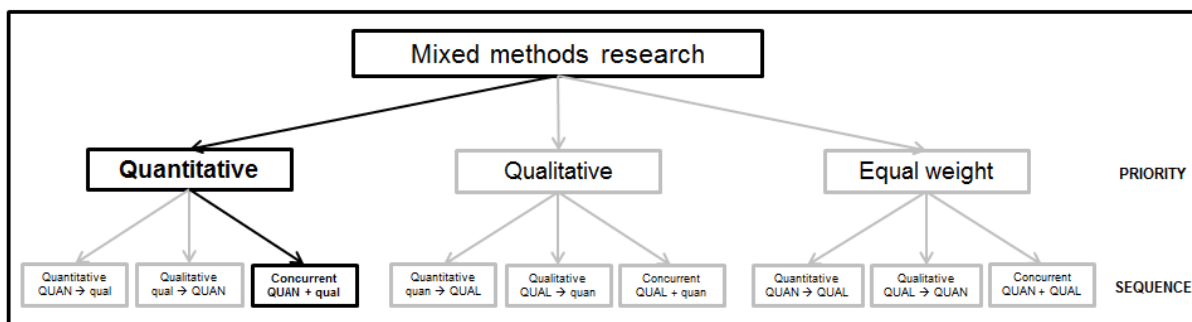 Mixed methods research
Quantitative
Qualitative
Equal weight
PRIORITY
Quantitative
QUAN → qual
Qualitative
qual → QUAN
Concurrent
QUAN + qual
Quantitative
quan → QUAL
Qualitative
QUAL → quan
Concurrent
QUAL + quan
Quantitative
QUAN → QUAL
Qualitative
QUAL → QUAN
Concurrent
QUAN + QUAL
SEQUENCE